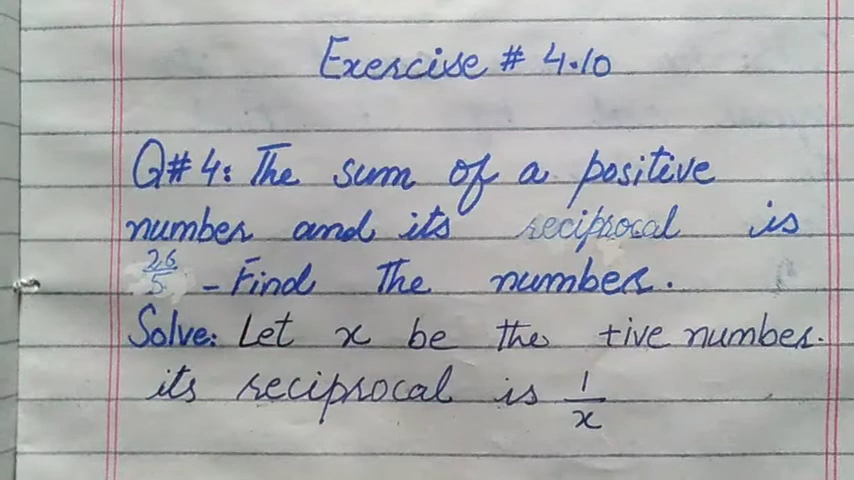 Exercise # 4.10
Q# 4: The sum of a positive
number and its reciprocal is
26/5 - Find The number.
Solve: Let x be the +ive number.
its reciprocal is 1/x